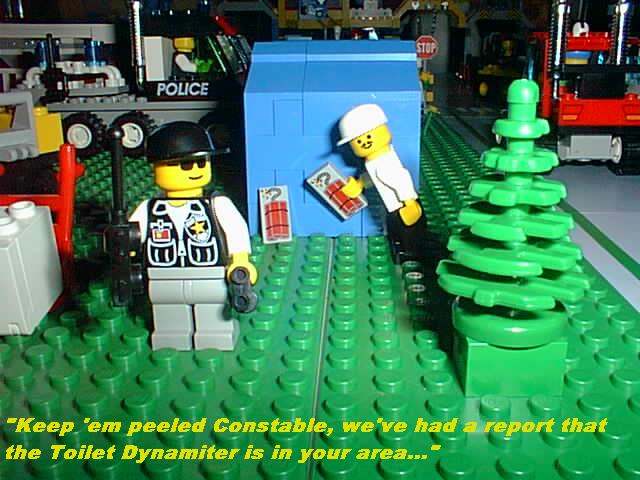 POLICE
STOP
"Keep 'em peeled Constable, we've had a report that
the Toilet Dynamiter is in your area..."